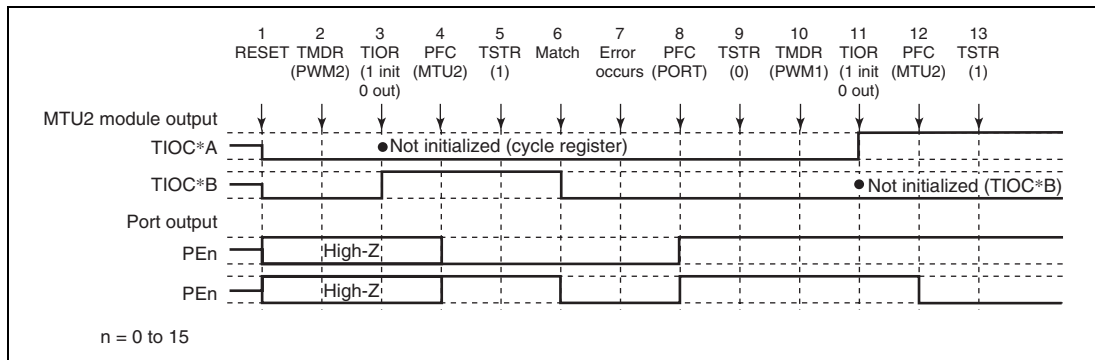 1 2 3 4 5 6 7 8 9 10 11 12 13
RESET TMDR TIOR PFC TSTR Match Error PFC TSTR TMDR TIOR PFC TSTR
(PWM2) (1 init (MTU2) (1) occurs (PORT) (0) (PWM1) (1 init (MTU2) (1)
0 out) 0 out)
MTU2 module output
TIOC*A ●Not initialized (cycle register)
TIOC*B ● Not initialized (TIOC*B)
Port output
PEn High-Z
PEn High-Z
n = 0 to 15